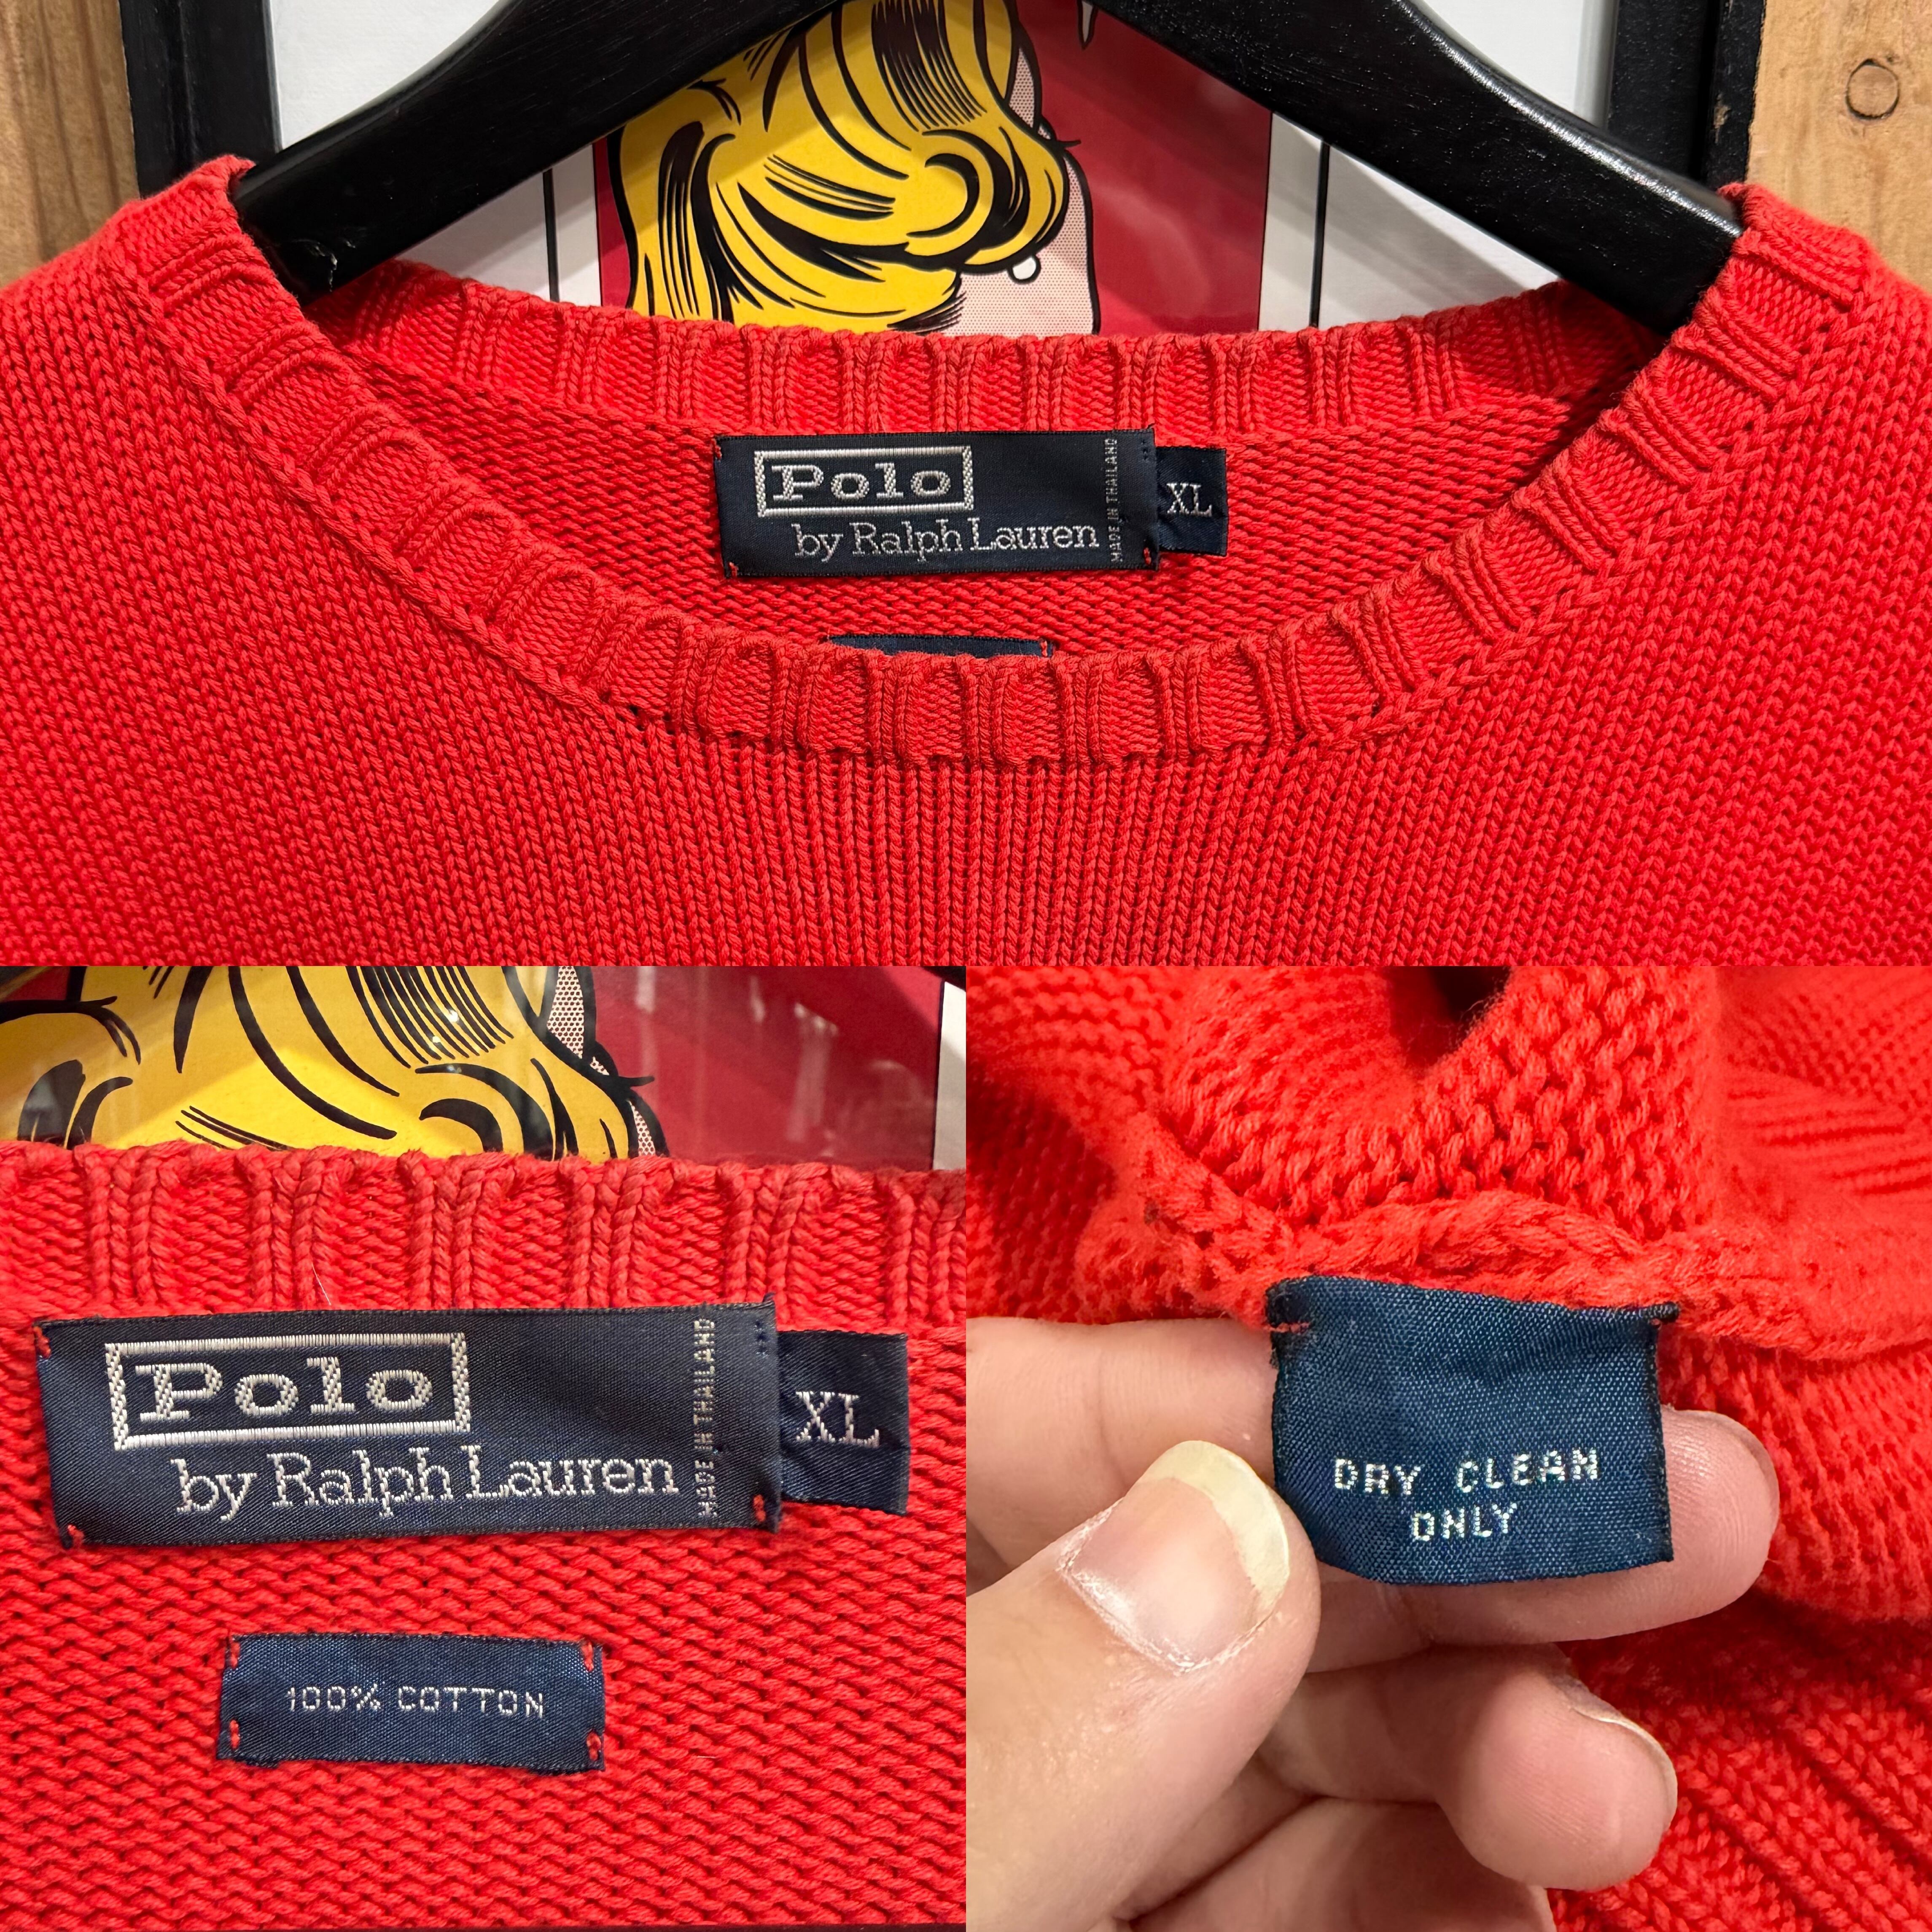 Polo
by Ralph Lauren
MADE IN THAILAND
XL
Polo
by Ralph Lauren
MADE IN THAILAND
XL
100% COTTON
DRY CLEAN
ONLY